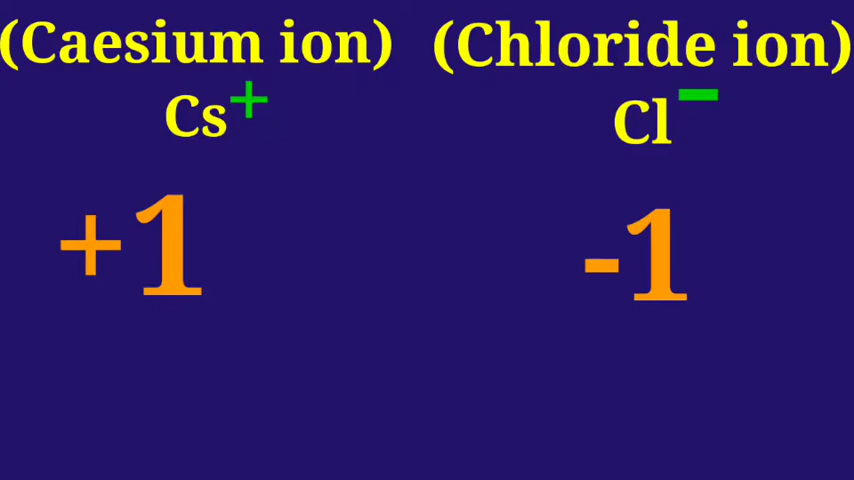 (Caesium ion) (Chloride ion)
Cs⁺ Cl⁻
+1 -1